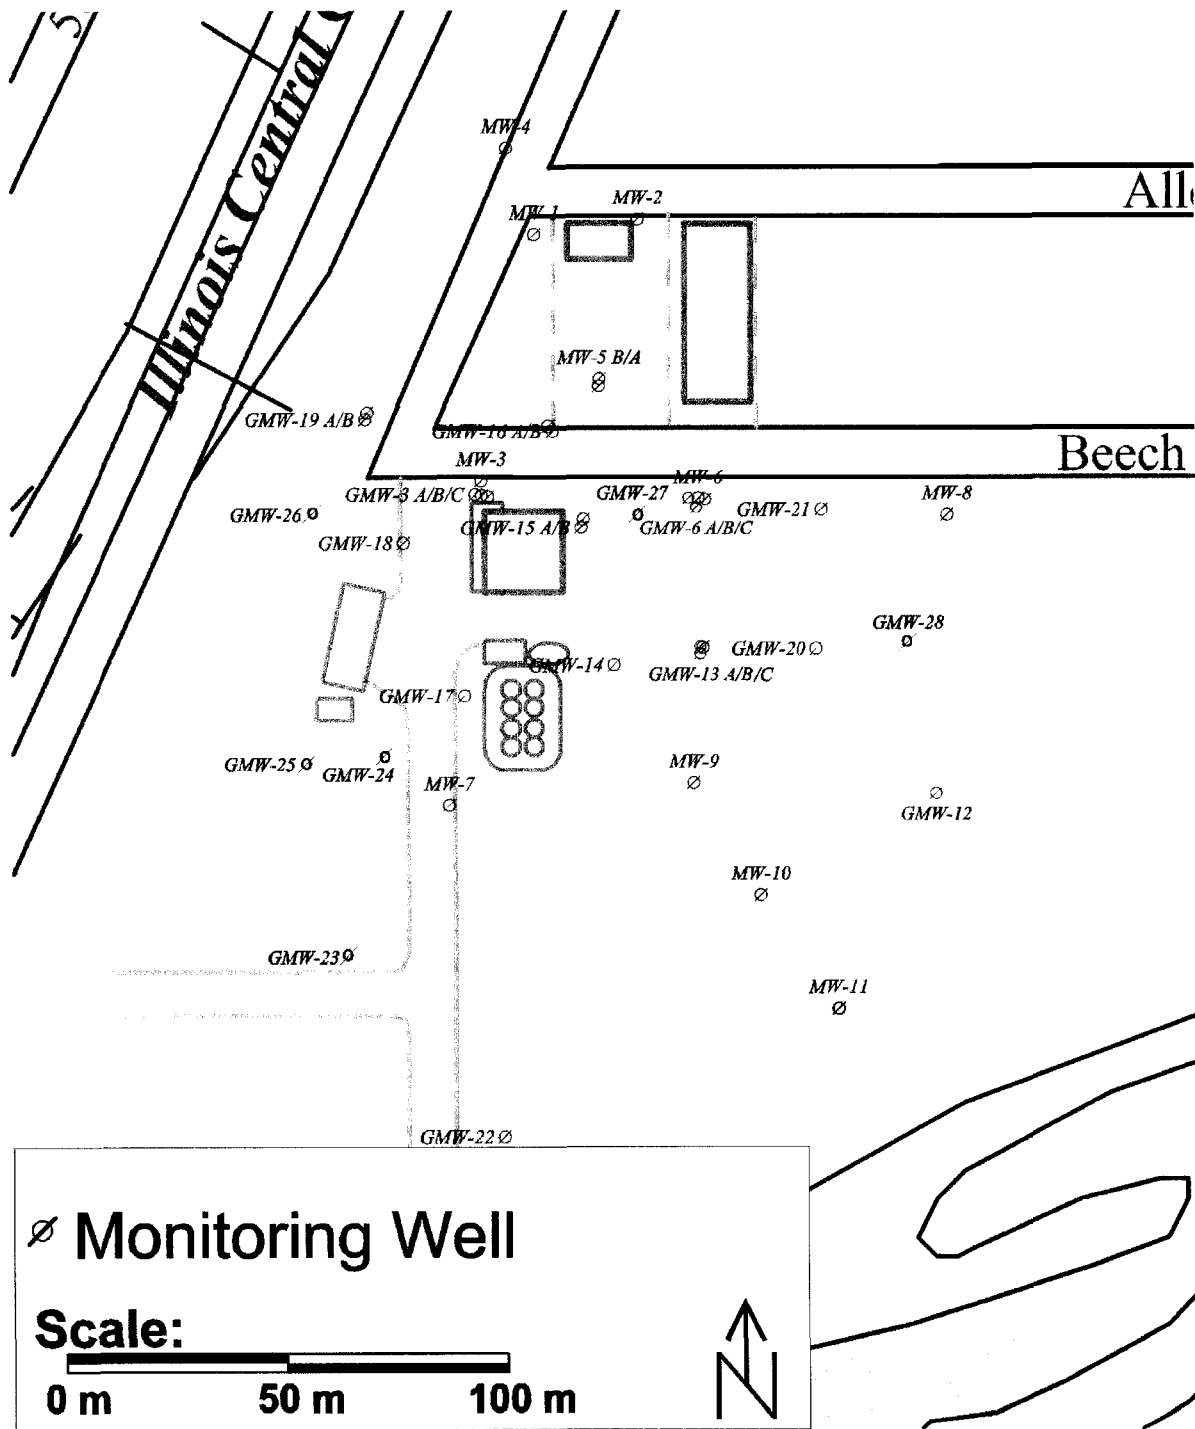 Illinois Central
MW-4
Alle
MW-2
MW-1
MW-5 B/A
GMW-19 A/B
GMW-16 A/B
Beech
MW-3
GMW-3 A/B/C
GMW-27
MW-6
GMW-21
MW-8
GMW-26
GMW-15 A/B
GMW-6 A/B/C
GMW-18
GMW-28
GMW-14
GMW-20
GMW-13 A/B/C
GMW-17
GMW-25
GMW-24
MW-9
MW-7
GMW-12
MW-10
GMW-23
MW-11
GMW-22
Monitoring Well
Scale:
0 m 50 m 100 m
N